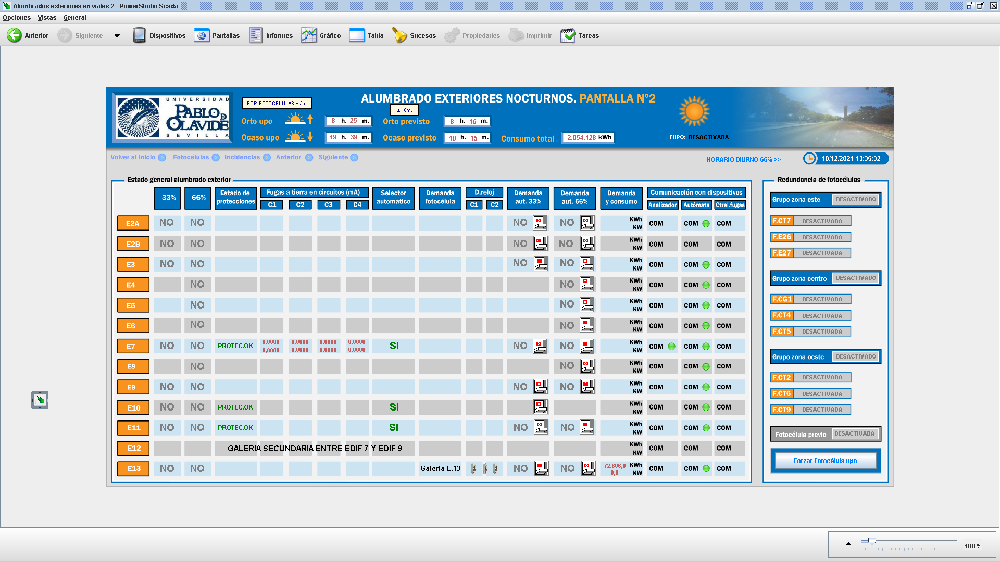 Alumbrados exteriores en viales 2 - PowerStudio Scada
Opciones Vistas General
Anterior Siguiente Dispositivos Pantallas Informes Gráfico Tabla Sucesos Propiedades Imprimir Tareas
UNIVERSIDAD
PABLO DE
OLAVIDE
SEVILLA
POR FOTOCELULAS ± 5m.
ALUMBRADO EXTERIORES NOCTURNOS. PANTALLA Nº2
± 10m.
Orto upo 8 h. 25 m. Orto previsto 8 h. 16 m.
Ocaso upo 19 h. 39 m. Ocaso previsto 18 h. 15 m. Consumo total 2.054.128 kWh
FUPO: DESACTIVADA
Volver al inicio Fotocélulas Incidencias Anterior Siguiente
HORARIO DIURNO 66% >>
10/12/2021 13:35:32
Estado general alumbrado exterior
33% 66% Estado de protecciones Fugas a tierra en circuitos (mA) Selector automático Demanda fotocélula D.reloj Demanda aut. 33% Demanda aut. 66% Demanda y consumo Comunicación con dispositivos
C1 C2 C3 C4 C1 C2 Analizador Autómata Ctral.fugas
E2A NO NO NO NO KWh KW COM COM COM
E2B NO NO NO NO KWh KW COM COM COM
E3 NO NO NO NO KWh KW COM COM COM
E4 NO NO KWh KW COM COM COM
E5 NO NO KWh KW COM COM COM
E6 NO NO KWh KW COM COM COM
E7 NO NO PROTEC.OK 0,0000 0,0000 0,0000 0,0000 0,0000 0,0000 0,0000 0,0000 SI NO NO KWh KW COM COM COM
E8 NO NO KWh KW COM COM COM
E9 NO NO NO NO KWh KW COM COM COM
E10 NO NO PROTEC.OK SI KWh KW COM COM COM
E11 NO NO PROTEC.OK SI NO NO KWh KW COM COM COM
E12 GALERIA SECUNDARIA ENTRE EDIF 7 Y EDIF 9 KWh KW COM COM COM
E13 NO NO Galeria E.13 NO NO 72.606,0 KWh 0,0 KW COM COM COM
Redundancia de fotocélulas
Grupo zona este DESACTIVADO
F.CT7 DESACTIVADA
F.E26 DESACTIVADA
F.E27 DESACTIVADA
Grupo zona centro DESACTIVADO
F.CG1 DESACTIVADA
F.CT4 DESACTIVADA
F.CT5 DESACTIVADA
Grupo zona oeste DESACTIVADO
F.CT2 DESACTIVADA
F.CT6 DESACTIVADA
F.CT9 DESACTIVADA
Fotocélula previo DESACTIVADA
Forzar Fotocélula upo
100 %